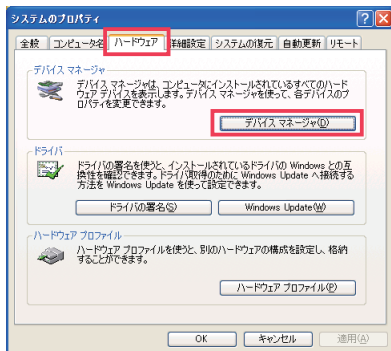 システムのプロパティ
全般 コンピュータ名 ハードウェア 詳細設定 システムの復元 自動更新 リモート
デバイス マネージャ
デバイス マネージャは、コンピュータにインストールされているすべてのハード
ウェア デバイスを表示します。デバイス マネージャを使って、各デバイスのプ
ロパティを変更できます。
デバイス マネージャ(D)
ドライバ
ドライバの署名を使うと、インストールされているドライバの Windows との互
換性を確認できます。ドライバ取得のために Windows Update へ接続する
方法を Windows Update を使って設定できます。
ドライバの署名(S) Windows Update(W)
ハードウェア プロファイル
ハードウェア プロファイルを使うと、別のハードウェアの構成を設定し、格納
することができます。
ハードウェア プロファイル(P)
OK キャンセル 適用(A)